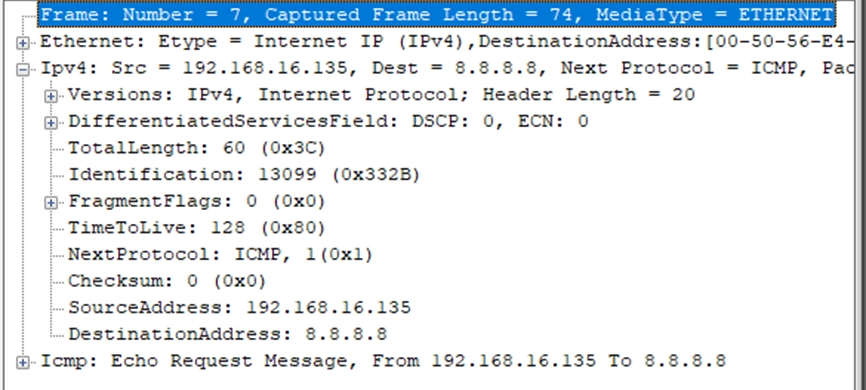 Frame: Number = 7, Captured Frame Length = 74, MediaType = ETHERNET
Ethernet: Etype = Internet IP (IPv4),DestinationAddress:[00-50-56-E4-
Ipv4: Src = 192.168.16.135, Dest = 8.8.8.8, Next Protocol = ICMP, Pac
Versions: IPv4, Internet Protocol; Header Length = 20
DifferentiatedServicesField: DSCP: 0, ECN: 0
TotalLength: 60 (0x3C)
Identification: 13099 (0x332B)
FragmentFlags: 0 (0x0)
TimeToLive: 128 (0x80)
NextProtocol: ICMP, 1(0x1)
Checksum: 0 (0x0)
SourceAddress: 192.168.16.135
DestinationAddress: 8.8.8.8
Icmp: Echo Request Message, From 192.168.16.135 To 8.8.8.8